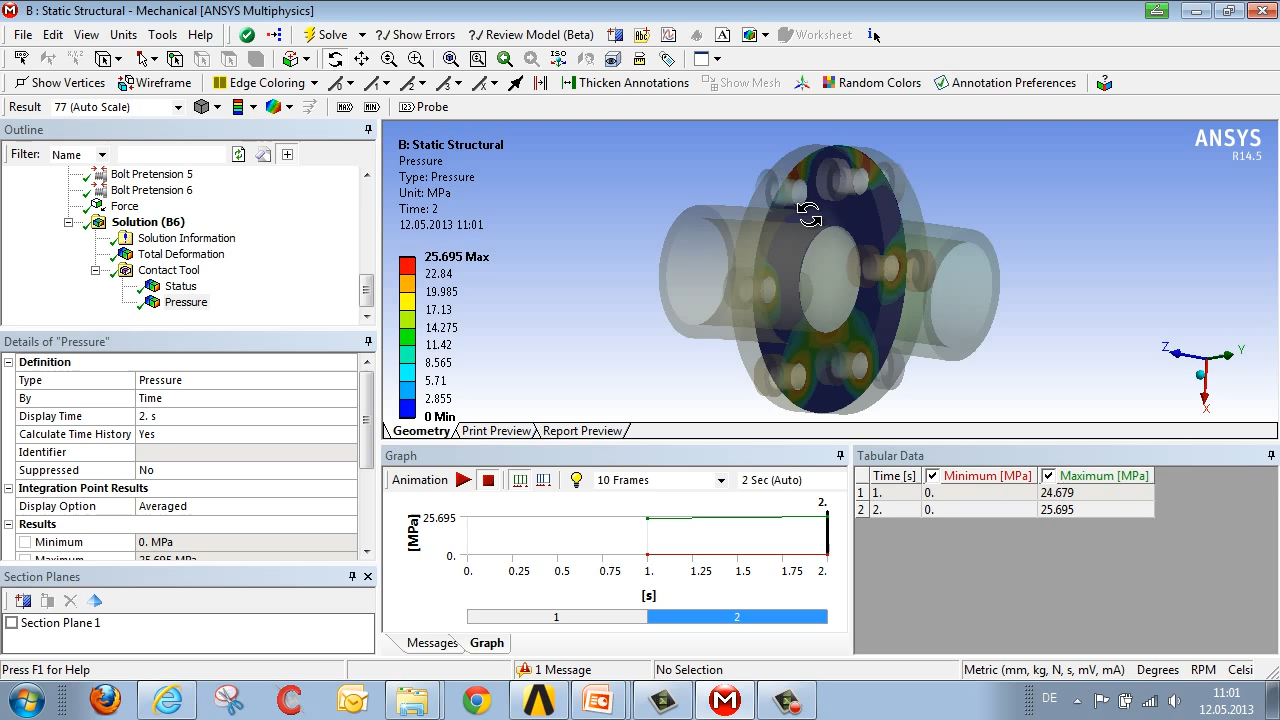 B : Static Structural - Mechanical [ANSYS Multiphysics]
File Edit View Units Tools Help Solve ?/ Show Errors ?/ Review Model (Beta) A Worksheet i
Show Vertices Wireframe Edge Coloring Thicken Annotations Show Mesh Random Colors Annotation Preferences
Result 77 (Auto Scale) MAX MIN 123 Probe
Outline
Filter: Name
Bolt Pretension 5
Bolt Pretension 6
Force
Solution (B6)
Solution Information
Total Deformation
Contact Tool
Status
Pressure
Details of "Pressure"
Definition
Type Pressure
By Time
Display Time 2. s
Calculate Time History Yes
Identifier
Suppressed No
Integration Point Results
Display Option Averaged
Results
Minimum 0. MPa
Maximum 25.695 MPa
Section Planes
Section Plane 1
B: Static Structural
Pressure
Type: Pressure
Unit: MPa
Time: 2
12.05.2013 11:01
25.695 Max
22.84
19.985
17.13
14.275
11.42
8.565
5.71
2.855
0 Min
ANSYS
R14.5
Z Y
X
Geometry Print Preview Report Preview
Graph
Animation 10 Frames 2 Sec (Auto)
2.
25.695
[MPa]
0.
0. 0.25 0.5 0.75 1. 1.25 1.5 1.75 2.
[s]
1 2
Messages Graph
Tabular Data
Time [s] Minimum [MPa] Maximum [MPa]
1 1. 0. 24.679
2 2. 0. 25.695
Press F1 for Help 1 Message No Selection Metric (mm, kg, N, s, mV, mA) Degrees RPM Celsi
DE 11:01
12.05.2013